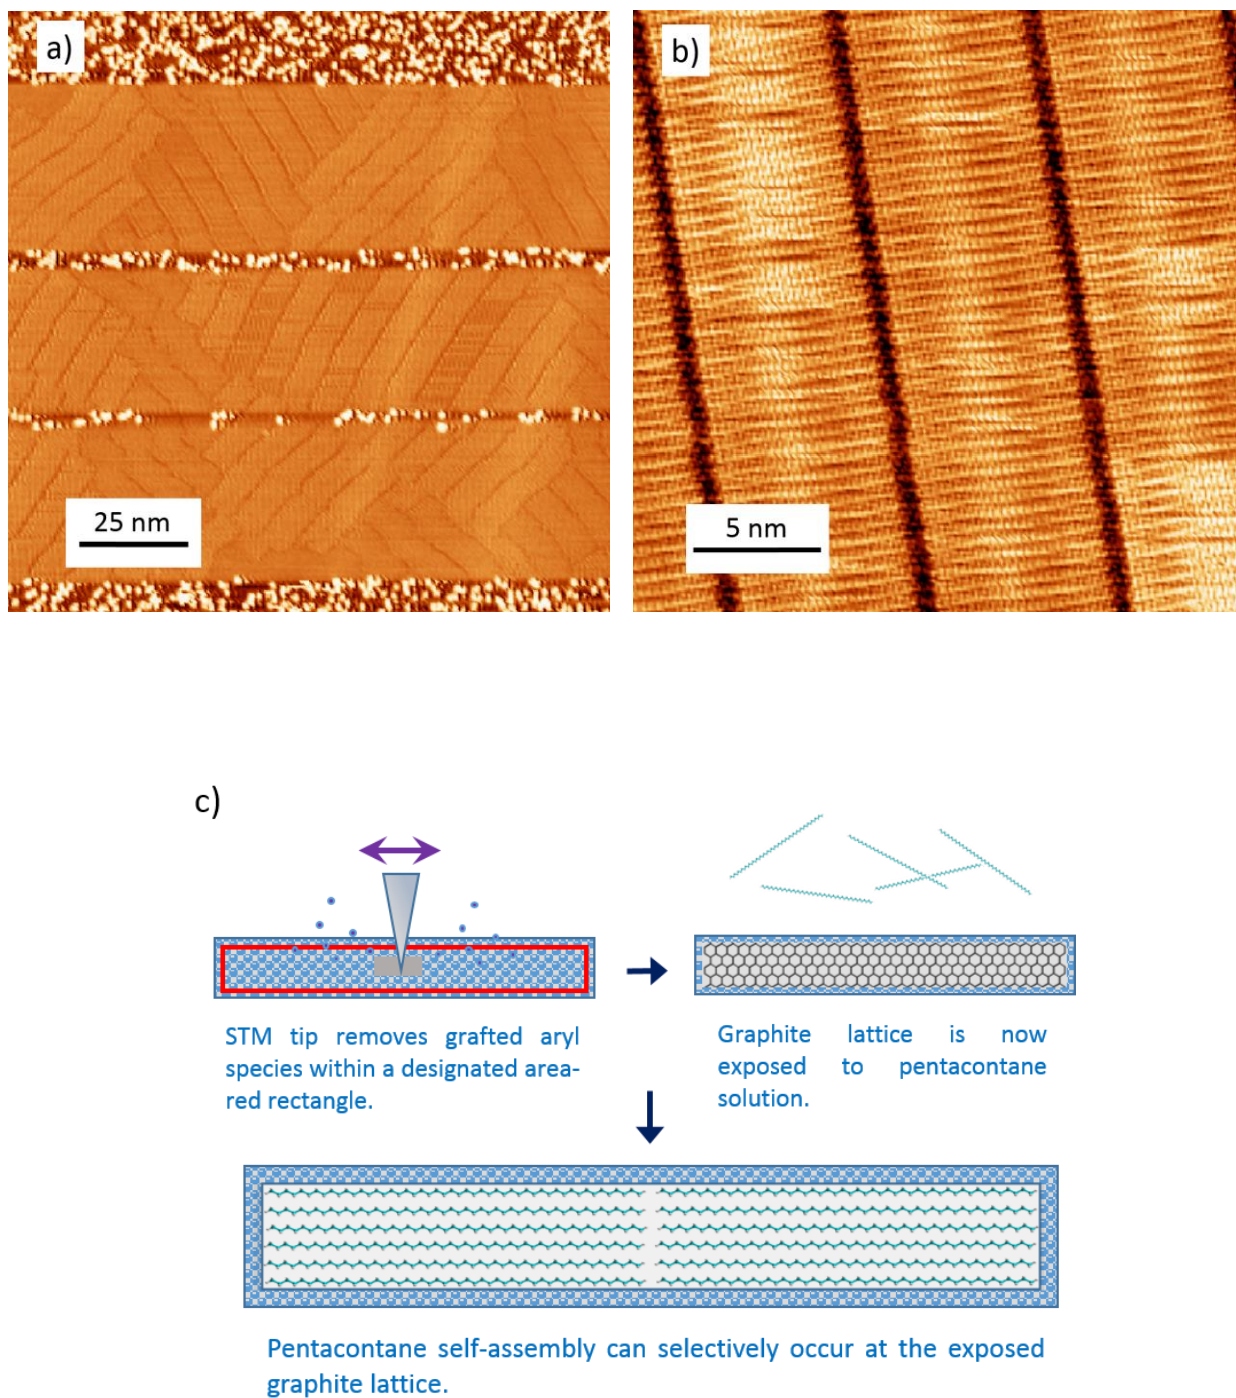 a)
b)
25 nm
5 nm
c)
STM tip removes grafted aryl
species within a designated area-
red rectangle.
Graphite lattice is now
exposed to pentacontane
solution.
Pentacontane self-assembly can selectively occur at the exposed
graphite lattice.